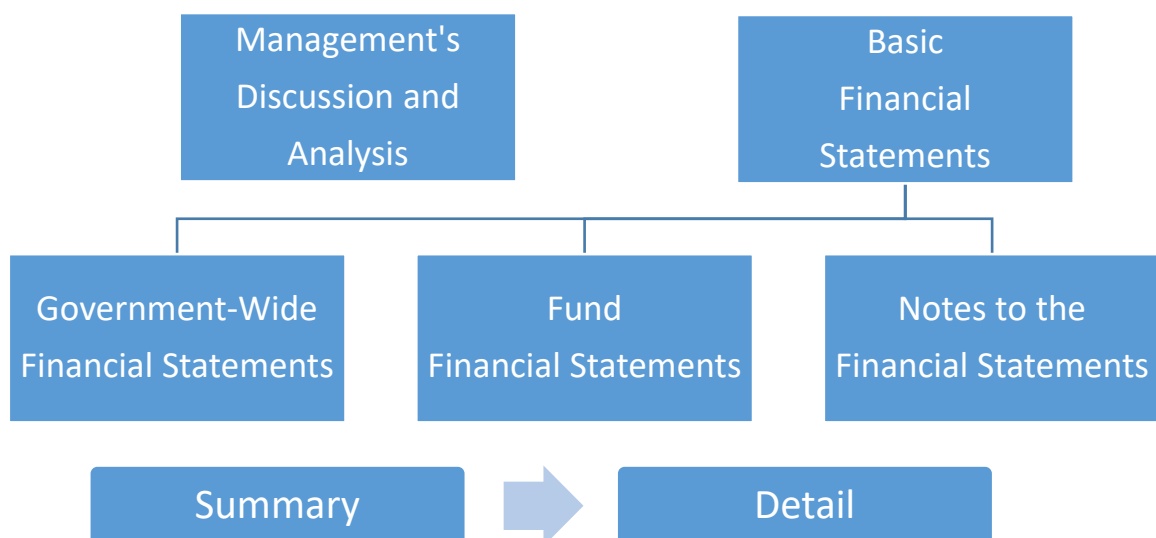 Management's
Discussion and
Analysis
Basic
Financial
Statements
Government-Wide
Financial Statements
Fund
Financial Statements
Notes to the
Financial Statements
Summary
Detail